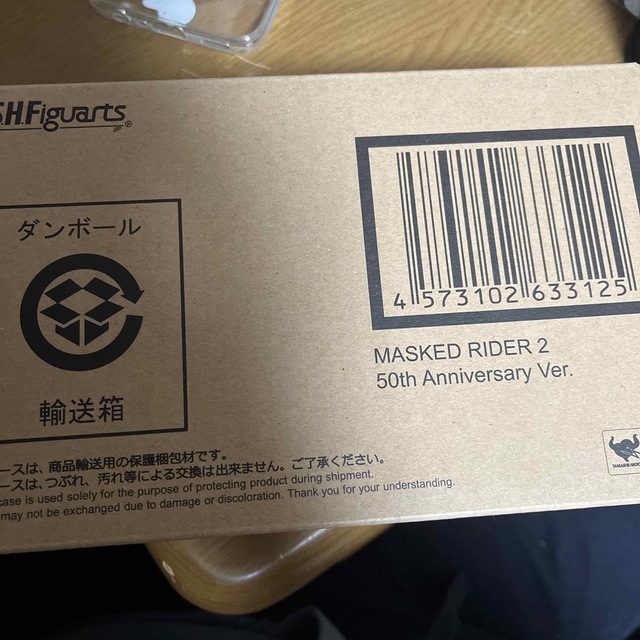 S.H.Figuarts®
ダンボール
輸送箱
4 573102 633125
MASKED RIDER 2
50th Anniversary Ver.
ースは、商品輸送用の保護梱包材です。
ースは、つぶれ、汚れ等による交換は出来ません。ご了承ください。
case is used solely for the purpose of protecting product during shipment.
may not be exchanged due to damage or discoloration. Thank you for your understanding.